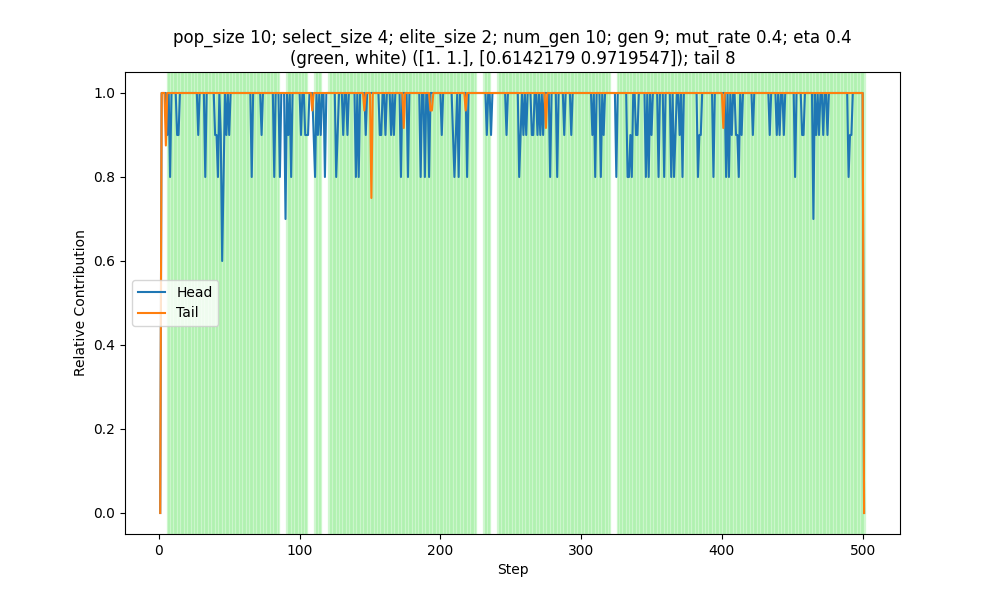 pop_size 10; select_size 4; elite_size 2; num_gen 10; gen 9; mut_rate 0.4; eta 0.4
(green, white) ([1. 1.], [0.6142179 0.9719547]); tail 8
1.0
0.8
0.6
0.4
0.2
0.0
Relative Contribution
Head
Tail
0
100
200
300
400
500
Step